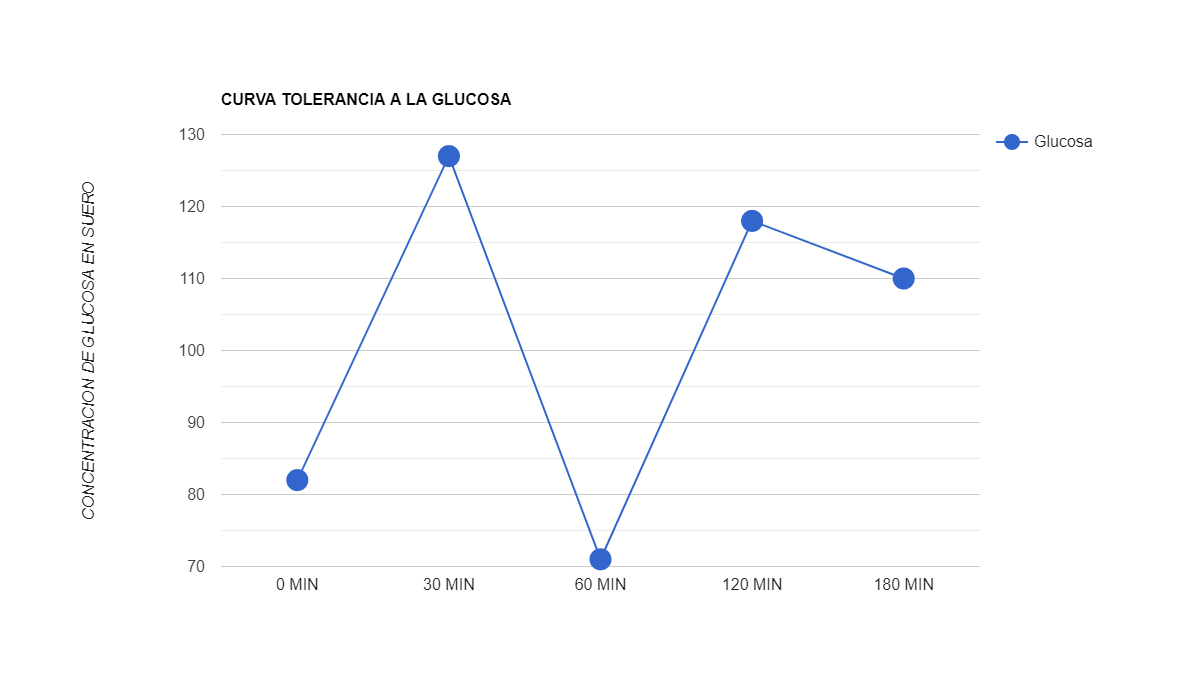 CURVA TOLERANCIA A LA GLUCOSA
Glucosa
CONCENTRACION DE GLUCOSA EN SUERO
130
120
110
100
90
80
70
0 MIN
30 MIN
60 MIN
120 MIN
180 MIN